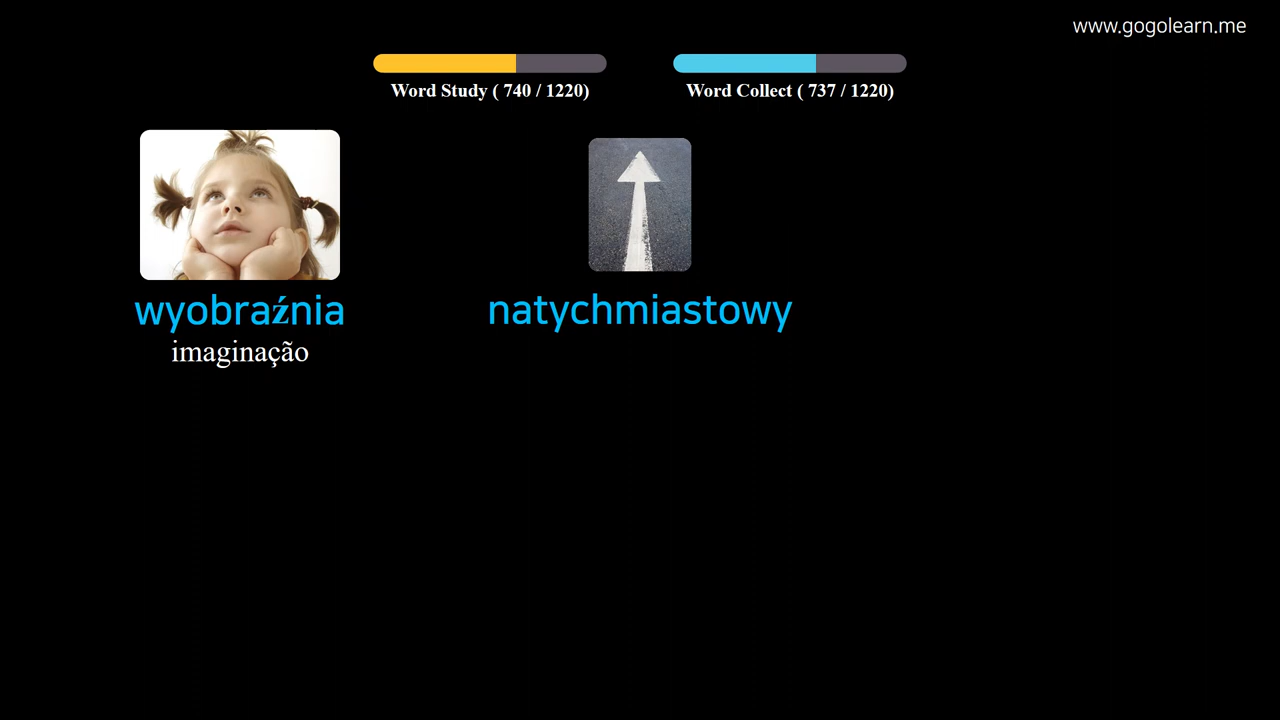 www.gogolearn.me
Word Study ( 740 / 1220)
Word Collect ( 737 / 1220)
wyobraźnia
imaginação
natychmiastowy